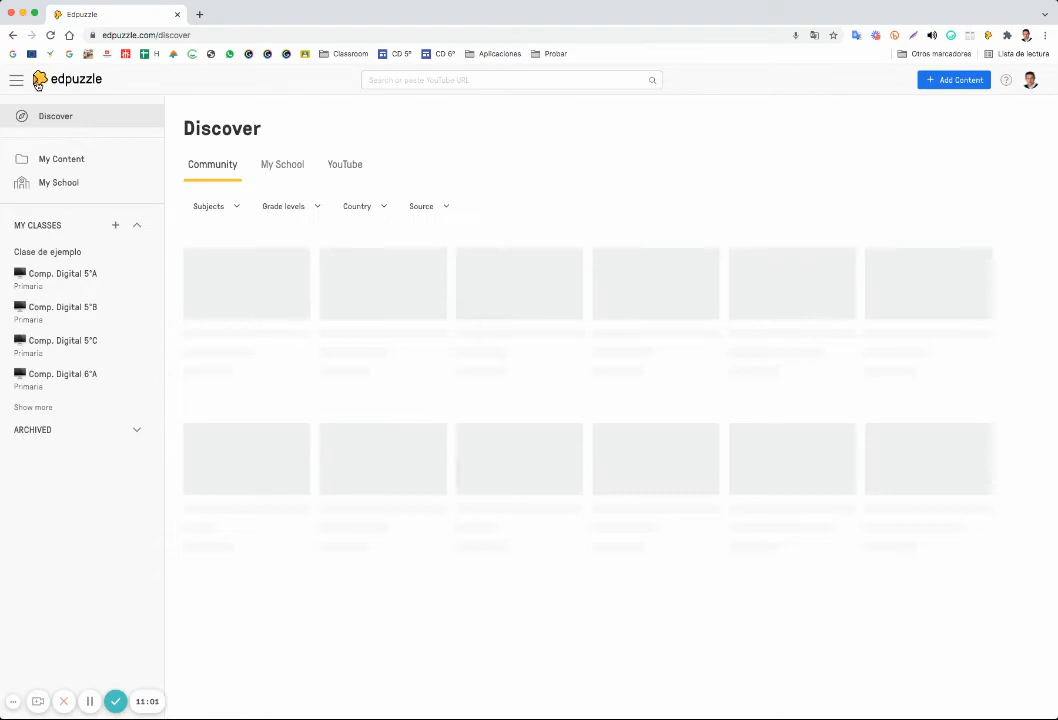 Edpuzzle
edpuzzle.com/discover
H
Classroom
CD 5º
CD 6º
Aplicaciones
Probar
Otros marcadores
Lista de lectura
edpuzzle
Search or paste YouTube URL
+ Add Content
Discover
My Content
My School
MY CLASSES
Clase de ejemplo
Comp. Digital 5ºA
Primaria
Comp. Digital 5ºB
Primaria
Comp. Digital 5ºC
Primaria
Comp. Digital 6ºA
Primaria
Show more
ARCHIVED
Discover
Community
My School
YouTube
Subjects
Grade levels
Country
Source
11:01